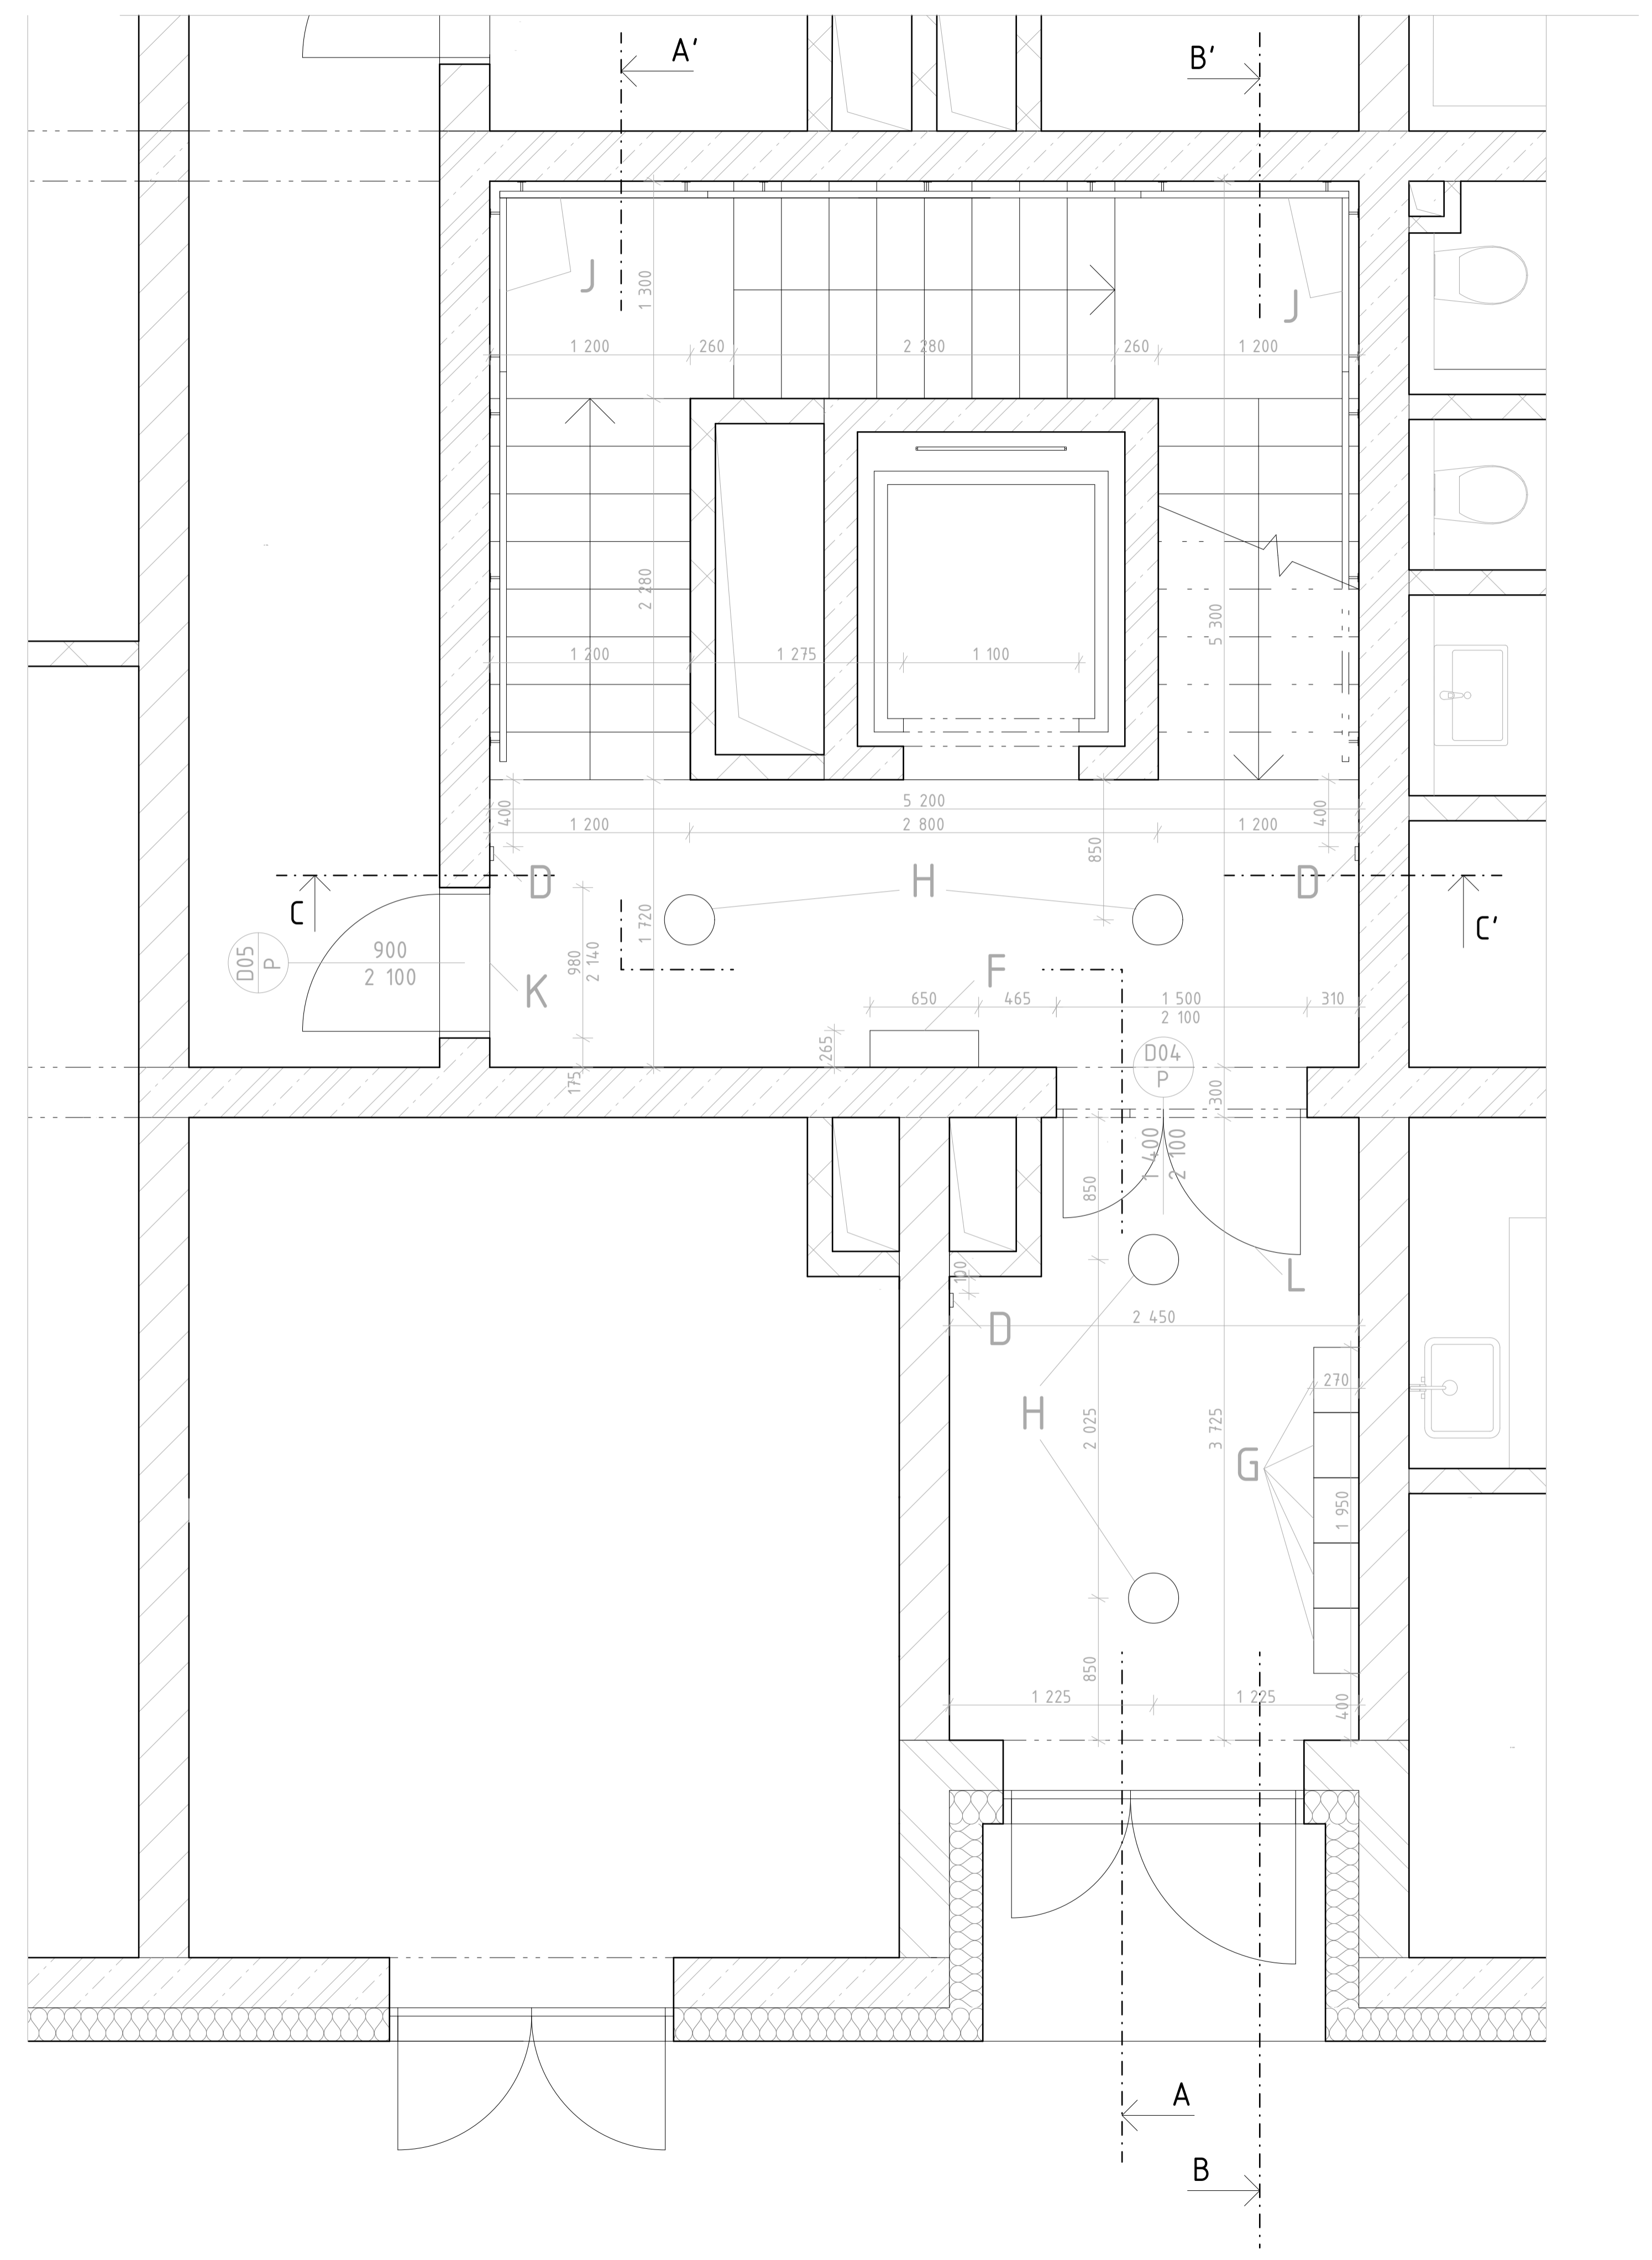 A'
B'
J
J
1 300
1 200
260
2 280
260
1 200
2 280
5 300
1 200
1 275
1 100
5 200
400
400
1 200
2 800
1 200
850
D
H
D
C
C'
1 720
D05
P
900
2 100
980
2 140
K
F
650
465
1 500
2 100
310
265
D04
P
175
300
1 400
2 100
850
L
100
D
2 450
270
H
2 025
3 725
G
1 950
850
1 225
1 225
400
A
B